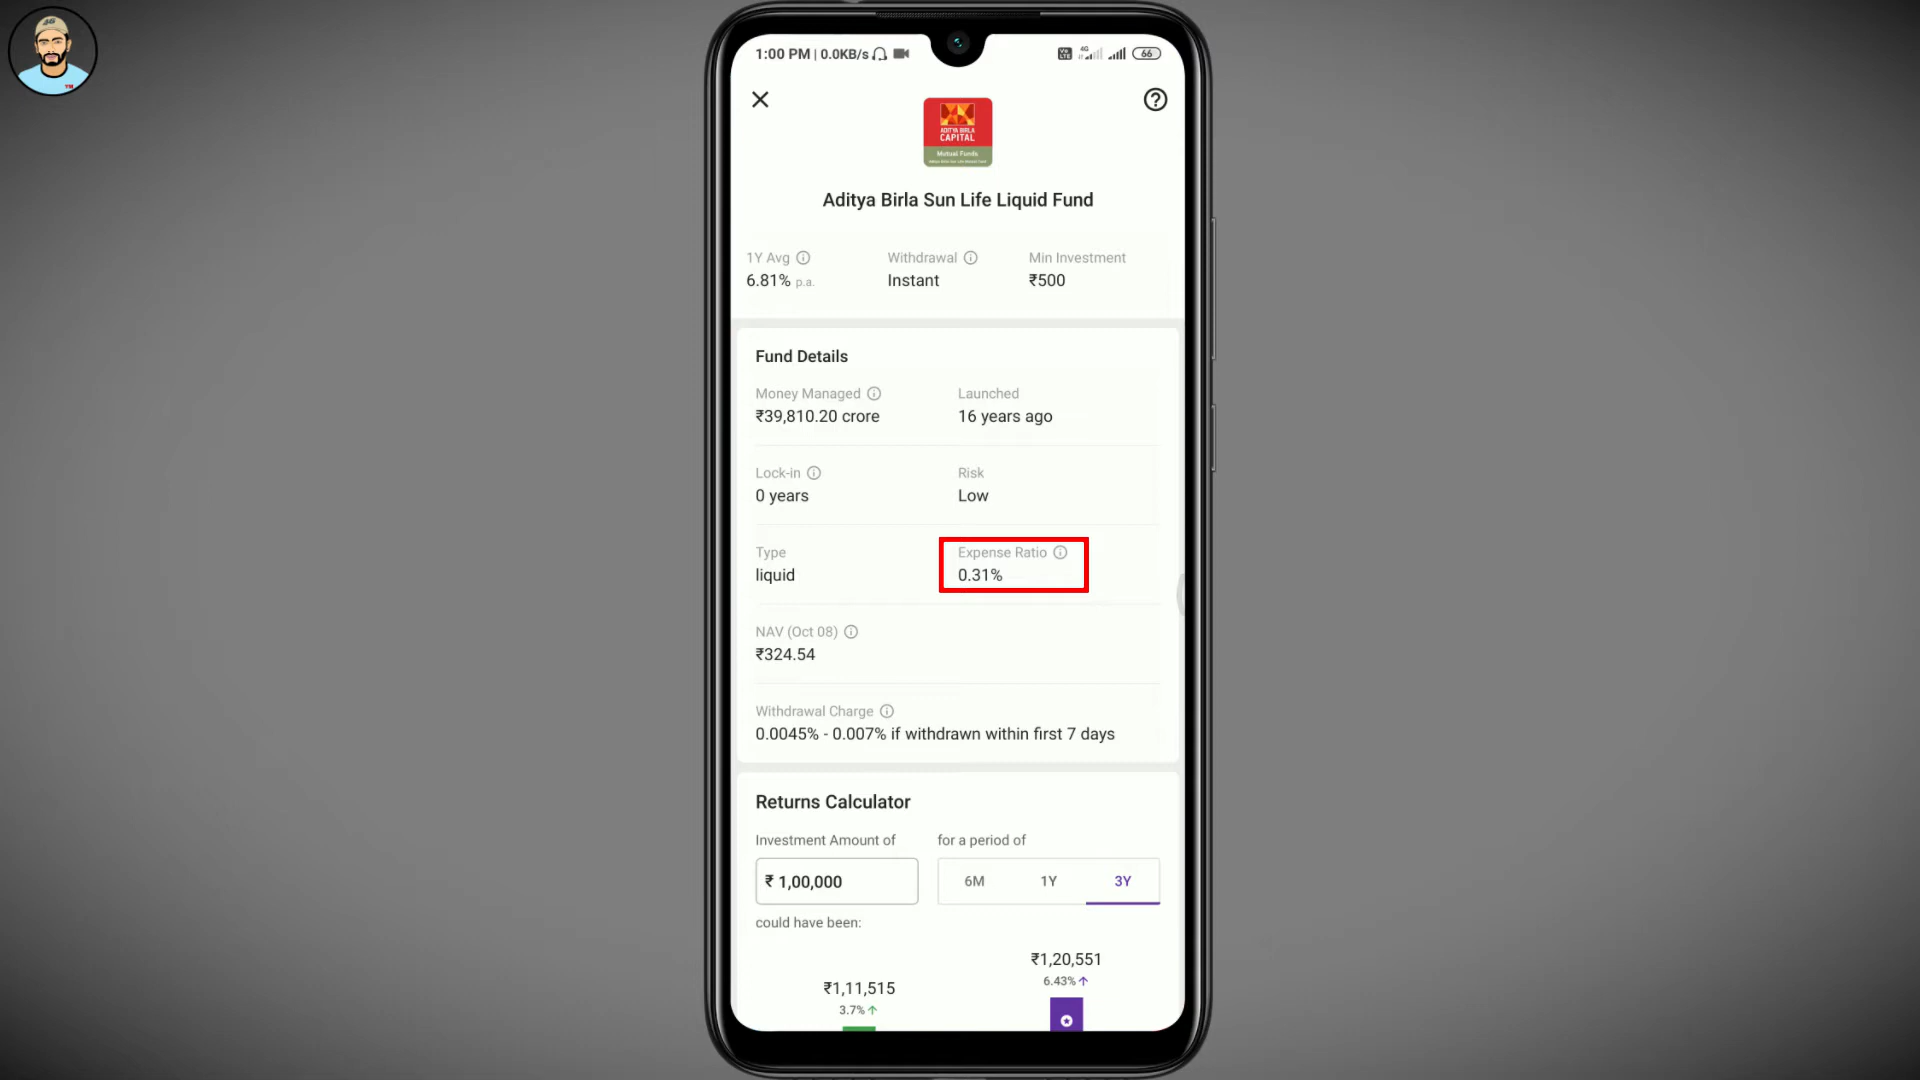 1:00 PM | 0.0KB/s
Vo LTE 4G 66
ADITYA BIRLA
CAPITAL
Mutual Funds
Aditya Birla Sun Life Liquid Fund
1Y Avg Withdrawal Min Investment
6.81% p.a. Instant ₹500
Fund Details
Money Managed Launched
₹39,810.20 crore 16 years ago
Lock-in Risk
0 years Low
Type Expense Ratio
liquid 0.31%
NAV (Oct 08)
₹324.54
Withdrawal Charge
0.0045% - 0.007% if withdrawn within first 7 days
Returns Calculator
Investment Amount of for a period of
₹ 1,00,000 6M 1Y 3Y
could have been:
₹1,20,551
6.43%
₹1,11,515
3.7%